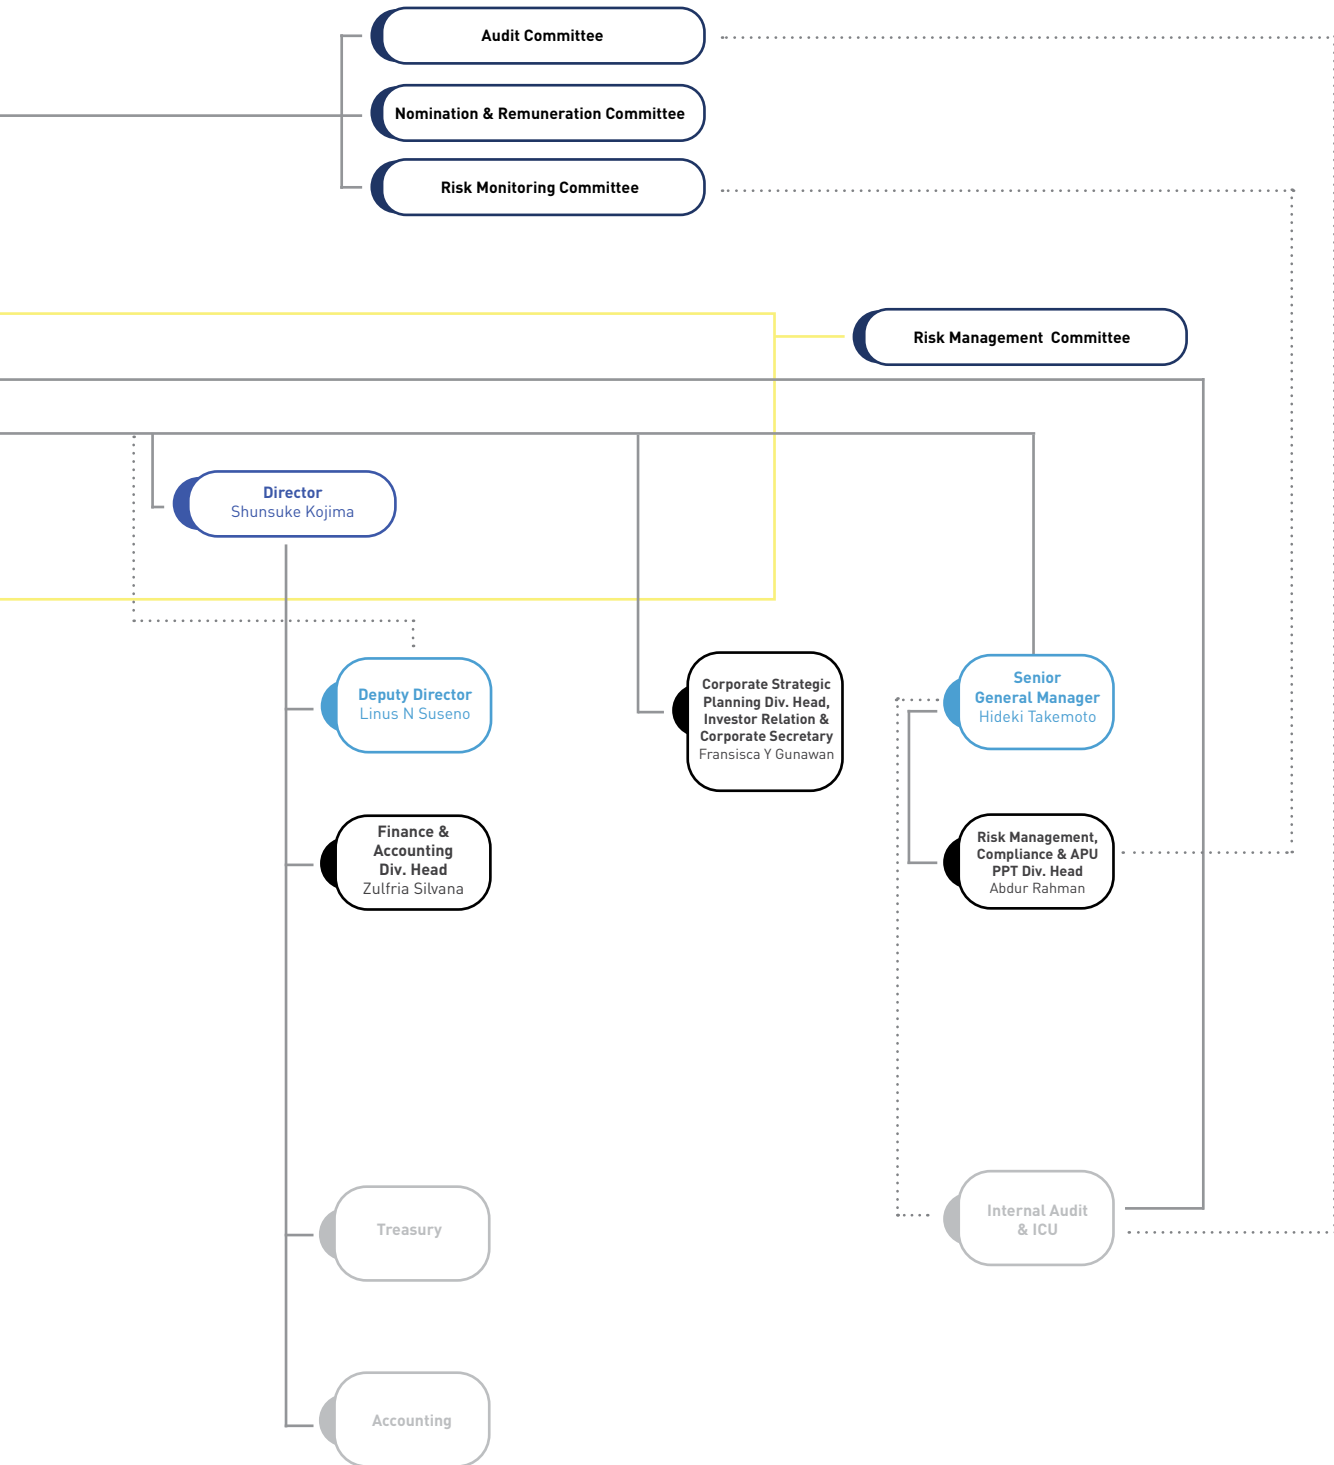 Audit Committee
Nomination & Remuneration Committee
Risk Monitoring Committee
Risk Management Committee
Director
Shunsuke Kojima
Deputy Director
Linus N Suseno
Corporate Strategic
Planning Div. Head,
Investor Relation &
Corporate Secretary
Fransisca Y Gunawan
Senior
General Manager
Hideki Takemoto
Finance &
Accounting
Div. Head
Zulfria Silvana
Risk Management,
Compliance & APU
PPT Div. Head
Abdur Rahman
Treasury
Internal Audit
& ICU
Accounting